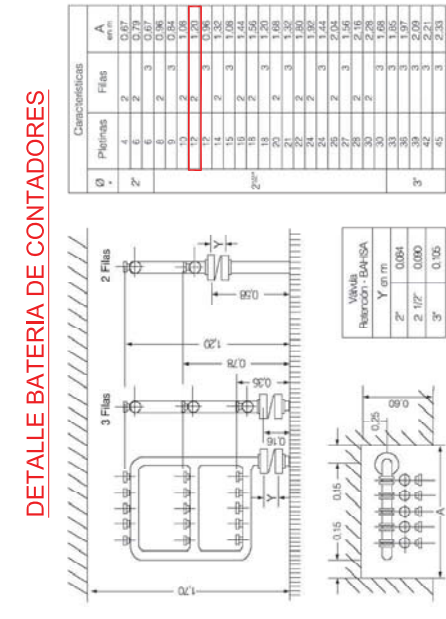 DETALLE BATERIA DE CONTADORES
1,70
Y
3 Filas
0,16
0,35
0,78
1,20
2 Filas
0,58
Y
Características
Ø Pletinas Filas A
en m
2"
4 2 0.67
6 2 0.79
6 3 0.67
2 1/2"
8 2 0.96
9 3 0.84
10 2 1.08
12 2 1.20
12 3 0.96
14 2 1.32
15 3 1.08
16 2 1.44
18 2 1.56
18 3 1.20
20 2 1.68
21 3 1.32
22 2 1.80
24 2 1.92
24 3 1.44
26 2 2.04
27 3 1.56
28 2 2.16
30 2 2.28
30 3 1.68
3"
33 3 1.85
36 3 1.97
39 3 2.09
42 3 2.21
45 3 2.33
0,15
0,15
0,25
0,60
A
Válvula
Retención - BAHSA
Y en m
2" 0.084
2 1/2" 0.090
3" 0.105